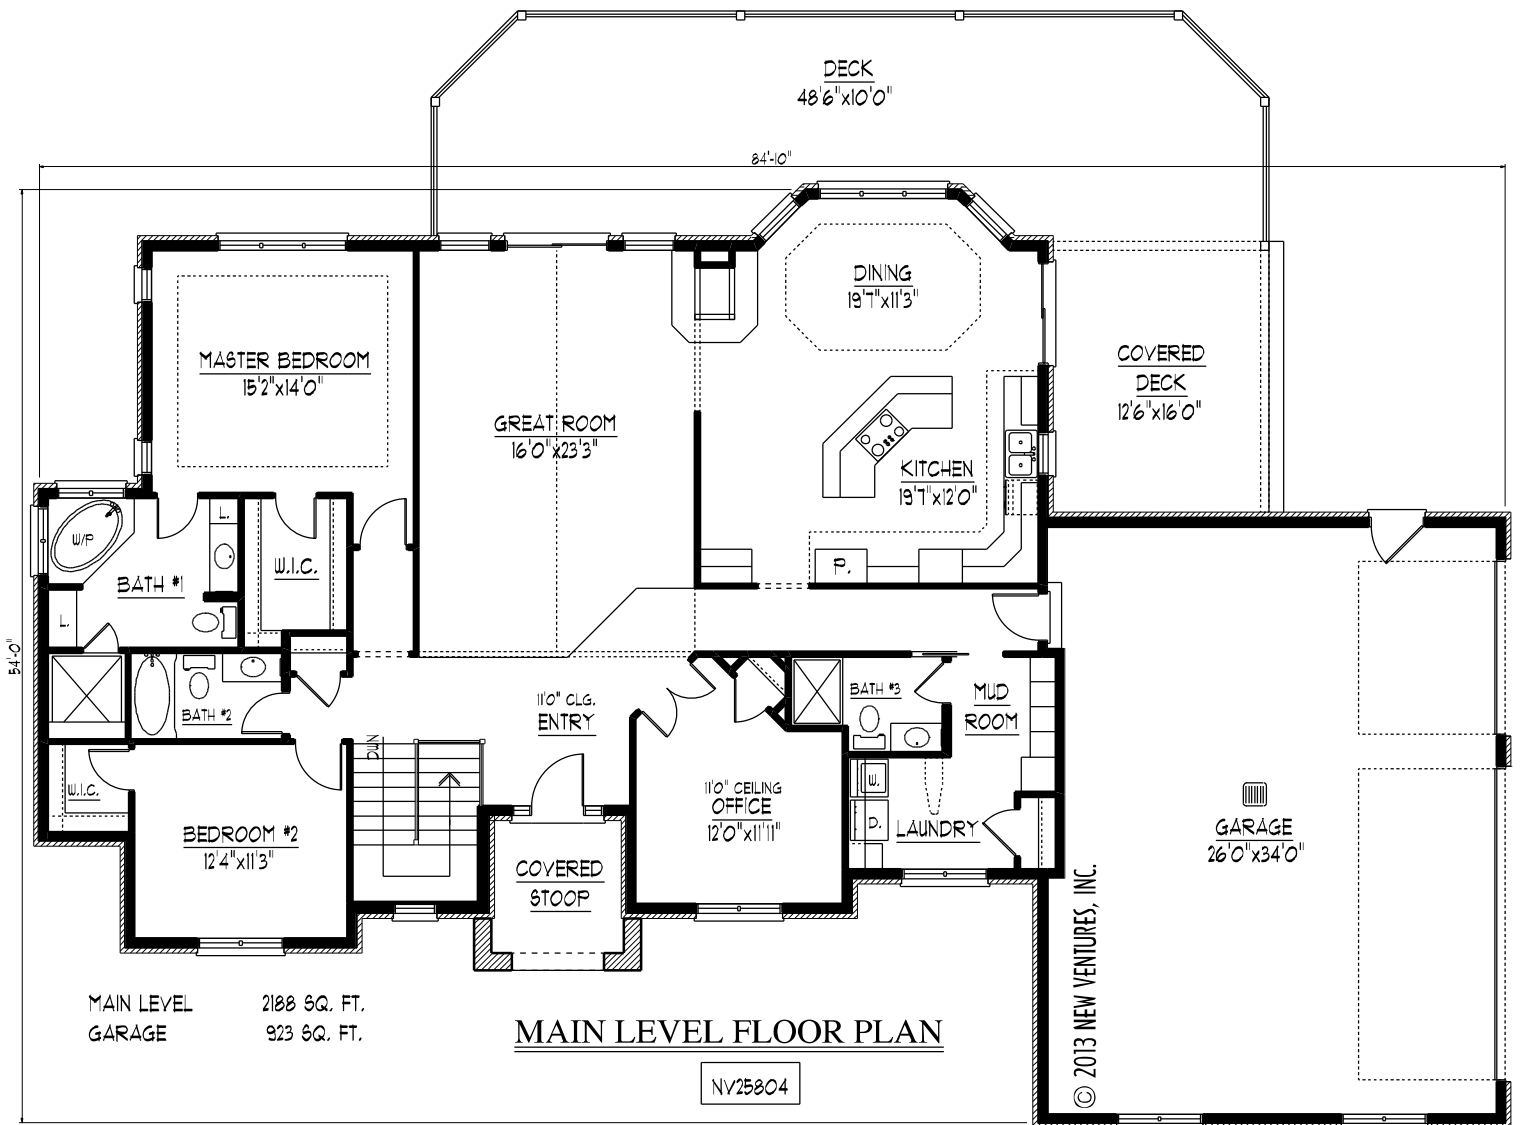 DECK
48'6"x10'0"
84'-10"
DINING
19'7"x11'3"
MASTER BEDROOM
15'2"x14'0"
COVERED
DECK
12'6"x16'0"
GREAT ROOM
16'0"x23'3"
KITCHEN
19'7"x12'0"
L.
W/P
W.I.C.
P.
BATH #1
L.
54'-0"
BATH #3
MUD
ROOM
11'0" CLG.
ENTRY
BATH #2
DWN
W.
W.I.C.
11'0" CEILING
OFFICE
12'0"x11'11"
D.
LAUNDRY
BEDROOM #2
12'4"x11'3"
GARAGE
26'0"x34'0"
COVERED
STOOP
© 2013 NEW VENTURES, INC.
MAIN LEVEL 2188 SQ. FT.
GARAGE 923 SQ. FT.
MAIN LEVEL FLOOR PLAN
NV25804